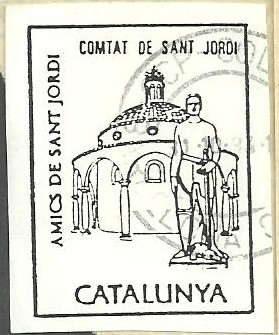 COMTAT DE SANT JORDI
AMICS DE SANT JORDI
CATALUNYA